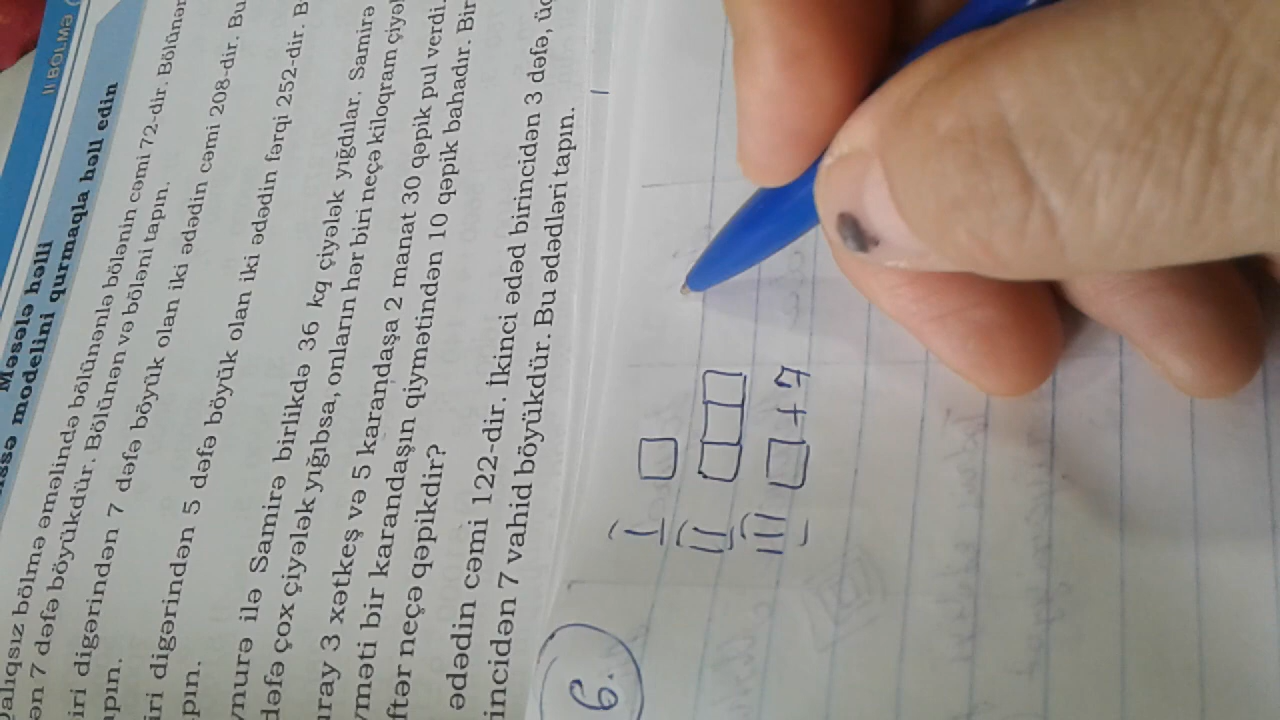 II BÖLMƏ
Məsələ həlli
modelini qurmaqla həll edin
Qalıqsız bölmə əməlində bölünənlə bölənin cəmi 72-dir. Bölünən
ən 7 dəfə böyükdür. Bölünən və böləni tapın.
iri digərindən 7 dəfə böyük olan iki ədədin cəmi 208-dir. Bu
apın.
iri digərindən 5 dəfə böyük olan iki ədədin fərqi 252-dir. B
pın.
ynurə ilə Samirə birlikdə 36 kq çiyələk yığdılar. Samirə
dəfə çox çiyələk yığıbsa, onların hər biri neçə kiloqram çiyəl
uray 3 xətkeş və 5 karandaşa 2 manat 30 qəpik pul verdi.
yməti bir karandaşın qiymətindən 10 qəpik bahadır. Bir
ftər neçə qəpikdir?
ədədin cəmi 122-dir. İkinci ədəd birincidən 3 dəfə, üç
incidən 7 vahid böyükdür. Bu ədədləri tapın.
9.
I
II
III + 7